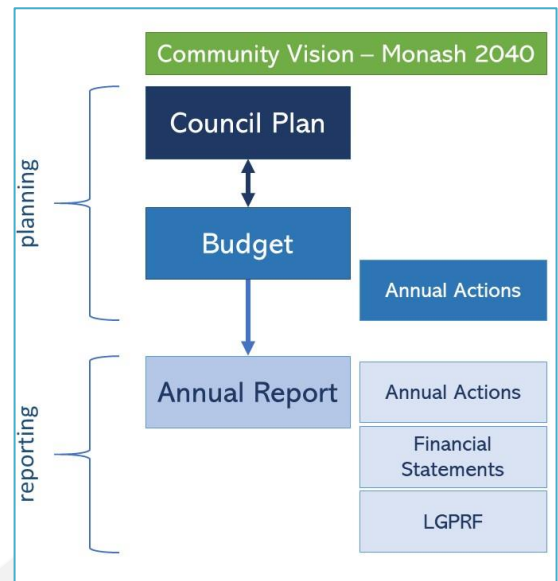 Community Vision – Monash 2040
planning
Council Plan
Budget
Annual Actions
reporting
Annual Report
Annual Actions
Financial
Statements
LGPRF